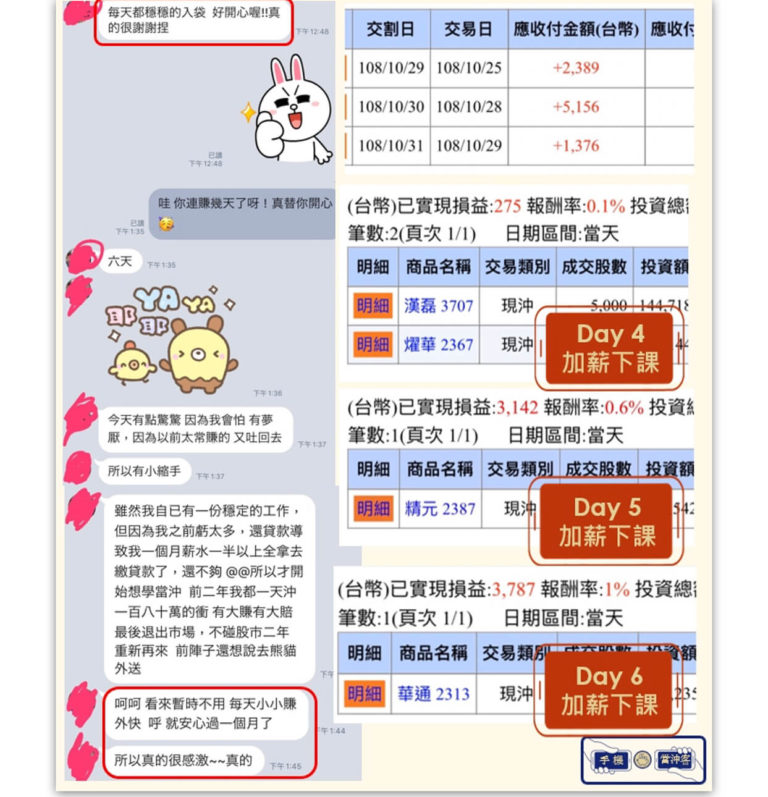 每天都穩穩的入袋 好開心喔!!真
的很謝謝捏
下午12:48
已讀
下午12:48
哇 你連賺幾天了呀！真替你開心
已讀
下午1:35
六天
下午1:35
YAYA
耶耶
下午1:36
今天有點驚驚 因為我會怕 有夢
厭，因為以前太常賺的 又吐回去
下午1:37
所以有小縮手
下午1:37
雖然我自已有一份穩定的工作，
但因為我之前虧太多，還貸款導
致我一個月薪水一半以上全拿去
繳貸款了，還不夠 @@所以才開
始想學當沖 前二年我都一天沖
一百八十萬的衝 有大賺有大賠
最後退出市場，不碰股市二年
重新再來 前陣子還想說去熊貓
外送
下午
呵呵 看來暫時不用 每天小小賺
外快 呼 就安心過一個月了
下午1:44
所以真的很感激~~真的
下午1:45
交割日 交易日 應收付金額(台幣) 應收付
108/10/29 108/10/25 +2,389
108/10/30 108/10/28 +5,156
108/10/31 108/10/29 +1,376
(台幣)已實現損益:275 報酬率:0.1% 投資總
筆數:2(頁次 1/1) 日期區間:當天
明細 商品名稱 交易類別 成交股數 投資額
明細 漢磊 3707 現沖 5,000 144,718
明細 燿華 2367 現沖 44
Day 4
加薪下課
(台幣)已實現損益:3,142 報酬率:0.6% 投資
筆數:1(頁次 1/1) 日期區間:當天
明細 商品名稱 交易類別 成交股數 投資額
明細 精元 2387 現沖 542
Day 5
加薪下課
(台幣)已實現損益:3,787 報酬率:1% 投資總
筆數:1(頁次 1/1) 日期區間:當天
明細 商品名稱 交易類別 成交股數 投資額
明細 華通 2313 現沖 235
Day 6
加薪下課
手機 當沖客